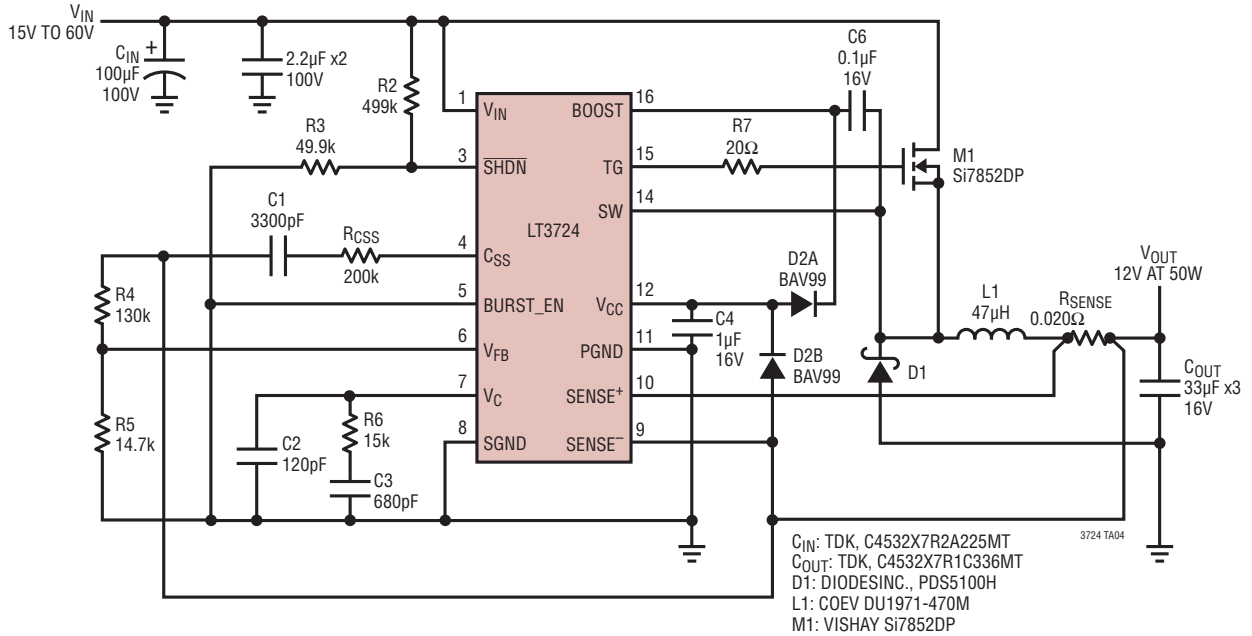 VIN
15V TO 60V
CIN
+
100µF
100V
2.2µF x2
100V
R2
499k
R3
49.9k
C1
3300pF
RCSS
200k
R4
130k
R5
14.7k
C2
120pF
R6
15k
C3
680pF
1
VIN
3
SHDN
4
CSS
5
BURST_EN
6
VFB
7
VC
8
SGND
LT3724
BOOST
16
TG
15
SW
14
VCC
12
PGND
11
SENSE+
10
SENSE–
9
C6
0.1µF
16V
R7
20Ω
M1
Si7852DP
D2A
BAV99
C4
1µF
16V
D2B
BAV99
D1
L1
47µH
RSENSE
0.020Ω
VOUT
12V AT 50W
COUT
33µF x3
16V
3724 TA04
CIN: TDK, C4532X7R2A225MT
COUT: TDK, C4532X7R1C336MT
D1: DIODESINC., PDS5100H
L1: COEV DU1971-470M
M1: VISHAY Si7852DP